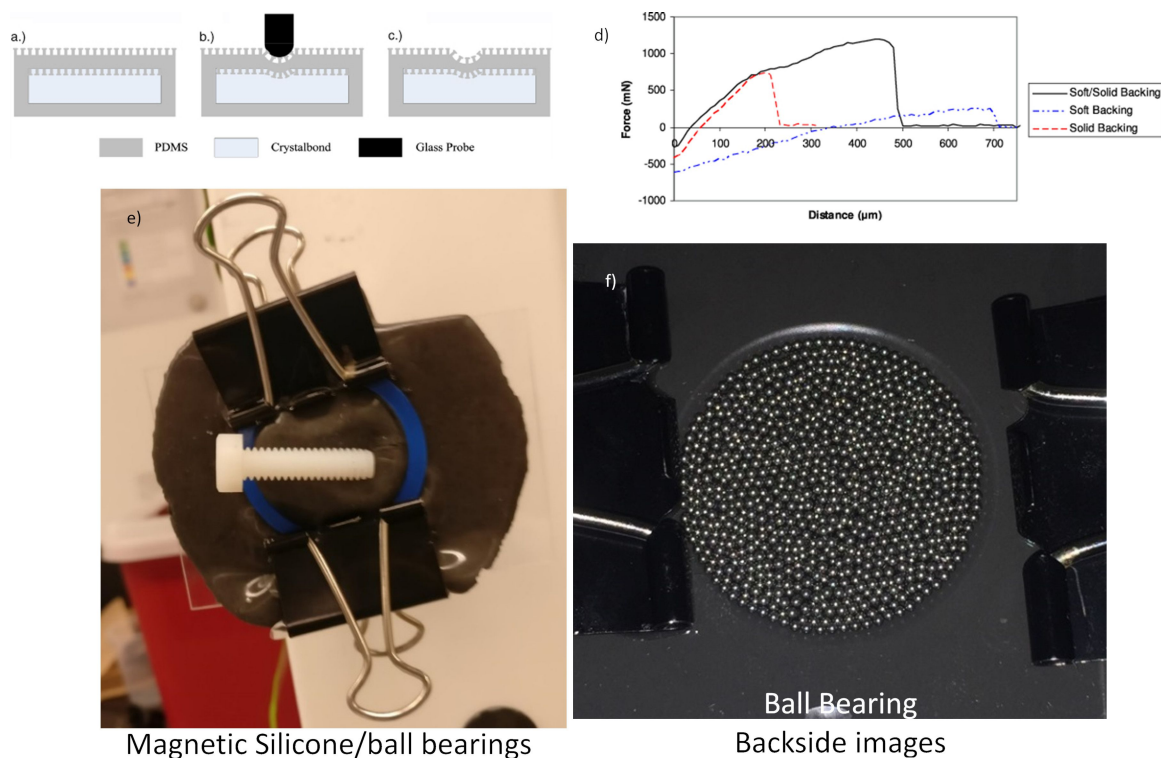 a.)
b.)
c.)
PDMS
Crystalbond
Glass Probe
d)
1500
1000
500
0
-500
-1000
Force (mN)
0 100 200 300 400 500 600 700
Distance (µm)
Soft/Solid Backing
Soft Backing
Solid Backing
e)
f)
Ball Bearing
Magnetic Silicone/ball bearings
Backside images